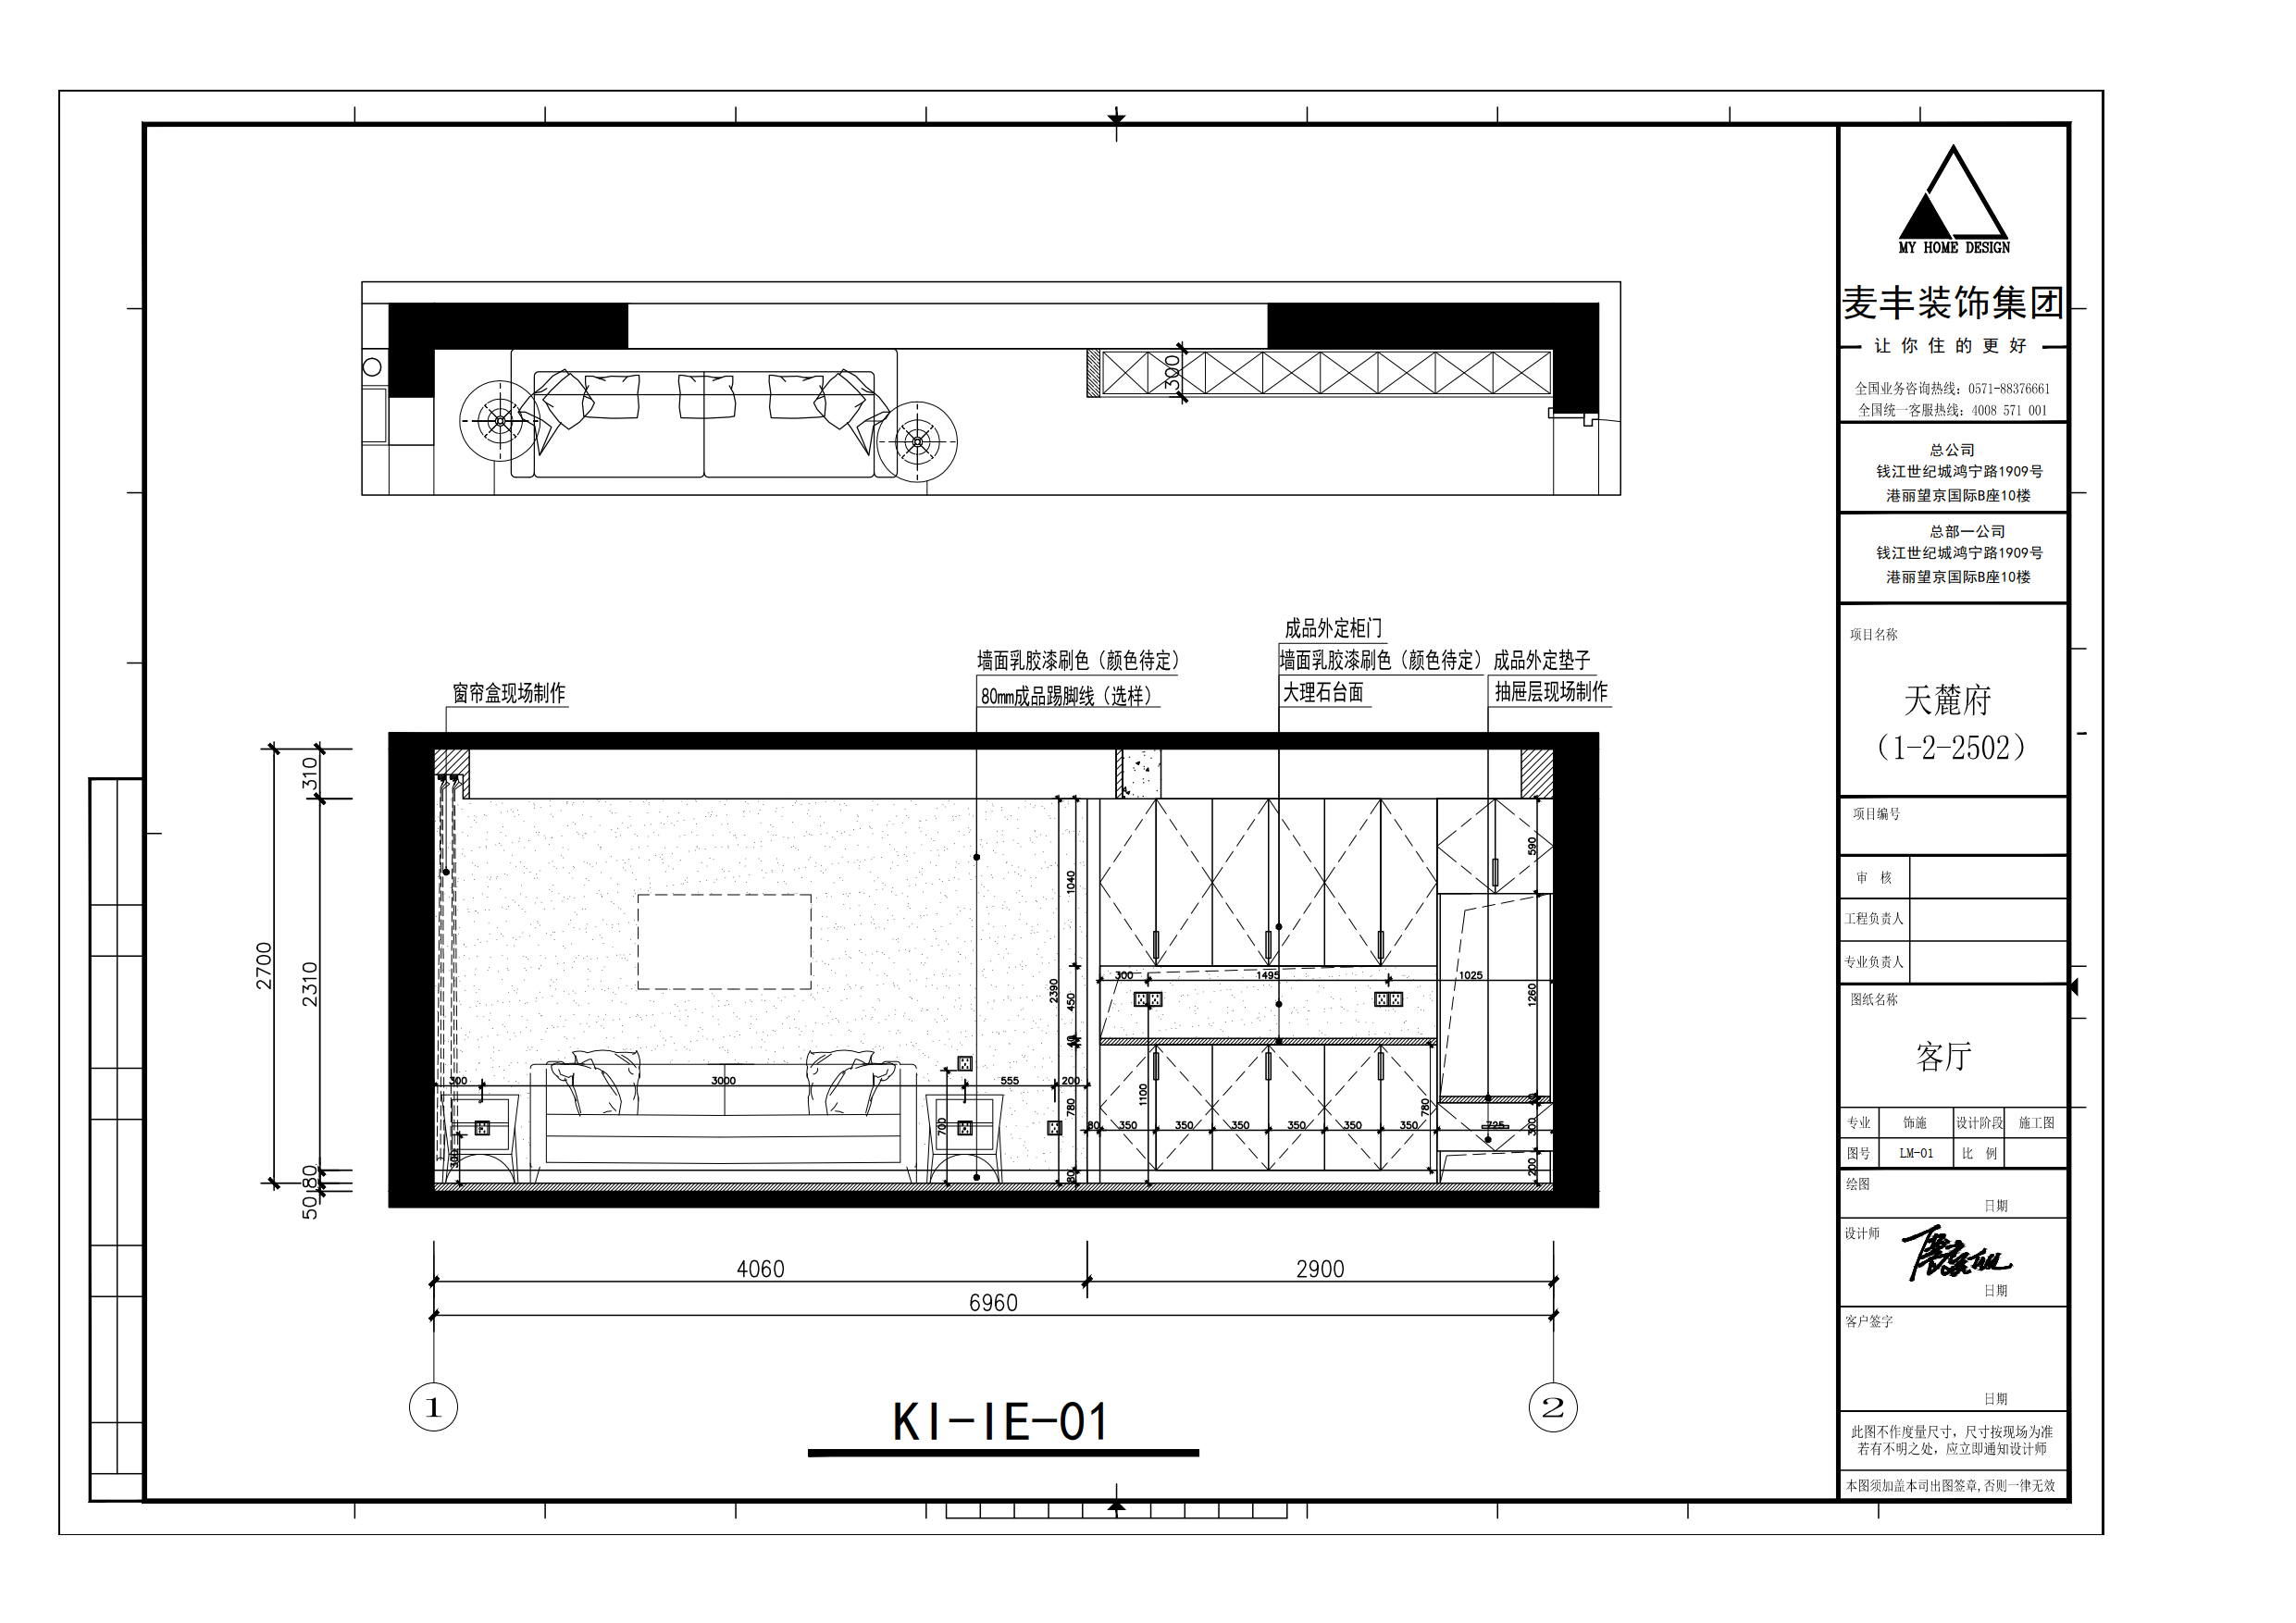 300
成品外定柜门
墙面乳胶漆刷色（颜色待定）
墙面乳胶漆刷色（颜色待定）
成品外定垫子
窗帘盒现场制作
80mm成品踢脚线（选样）
大理石台面
抽屉层现场制作
2700
310
2310
80
50
2390
1040
450
40
780
80
300
1495
1025
590
1260
40
300
200
300
3000
555
200
700
300
1100
780
80
350
350
350
350
350
350
725
4060
2900
6960
1
2
KI-IE-01
MY HOME DESIGN
麦丰装饰集团
让你住的更好
全国业务咨询热线：0571-88376661
全国统一客服热线：4008 571 001
总公司
钱江世纪城鸿宁路1909号
港丽望京国际B座10楼
总部一公司
钱江世纪城鸿宁路1909号
港丽望京国际B座10楼
项目名称
天麓府
（1-2-2502）
项目编号
审 核
工程负责人
专业负责人
图纸名称
客厅
专业 饰施 设计阶段 施工图
图号 LM-01 比 例
绘图
日期
设计师
日期
客户签字
日期
此图不作度量尺寸，尺寸按现场为准
若有不明之处，应立即通知设计师
本图须加盖本司出图签章,否则一律无效